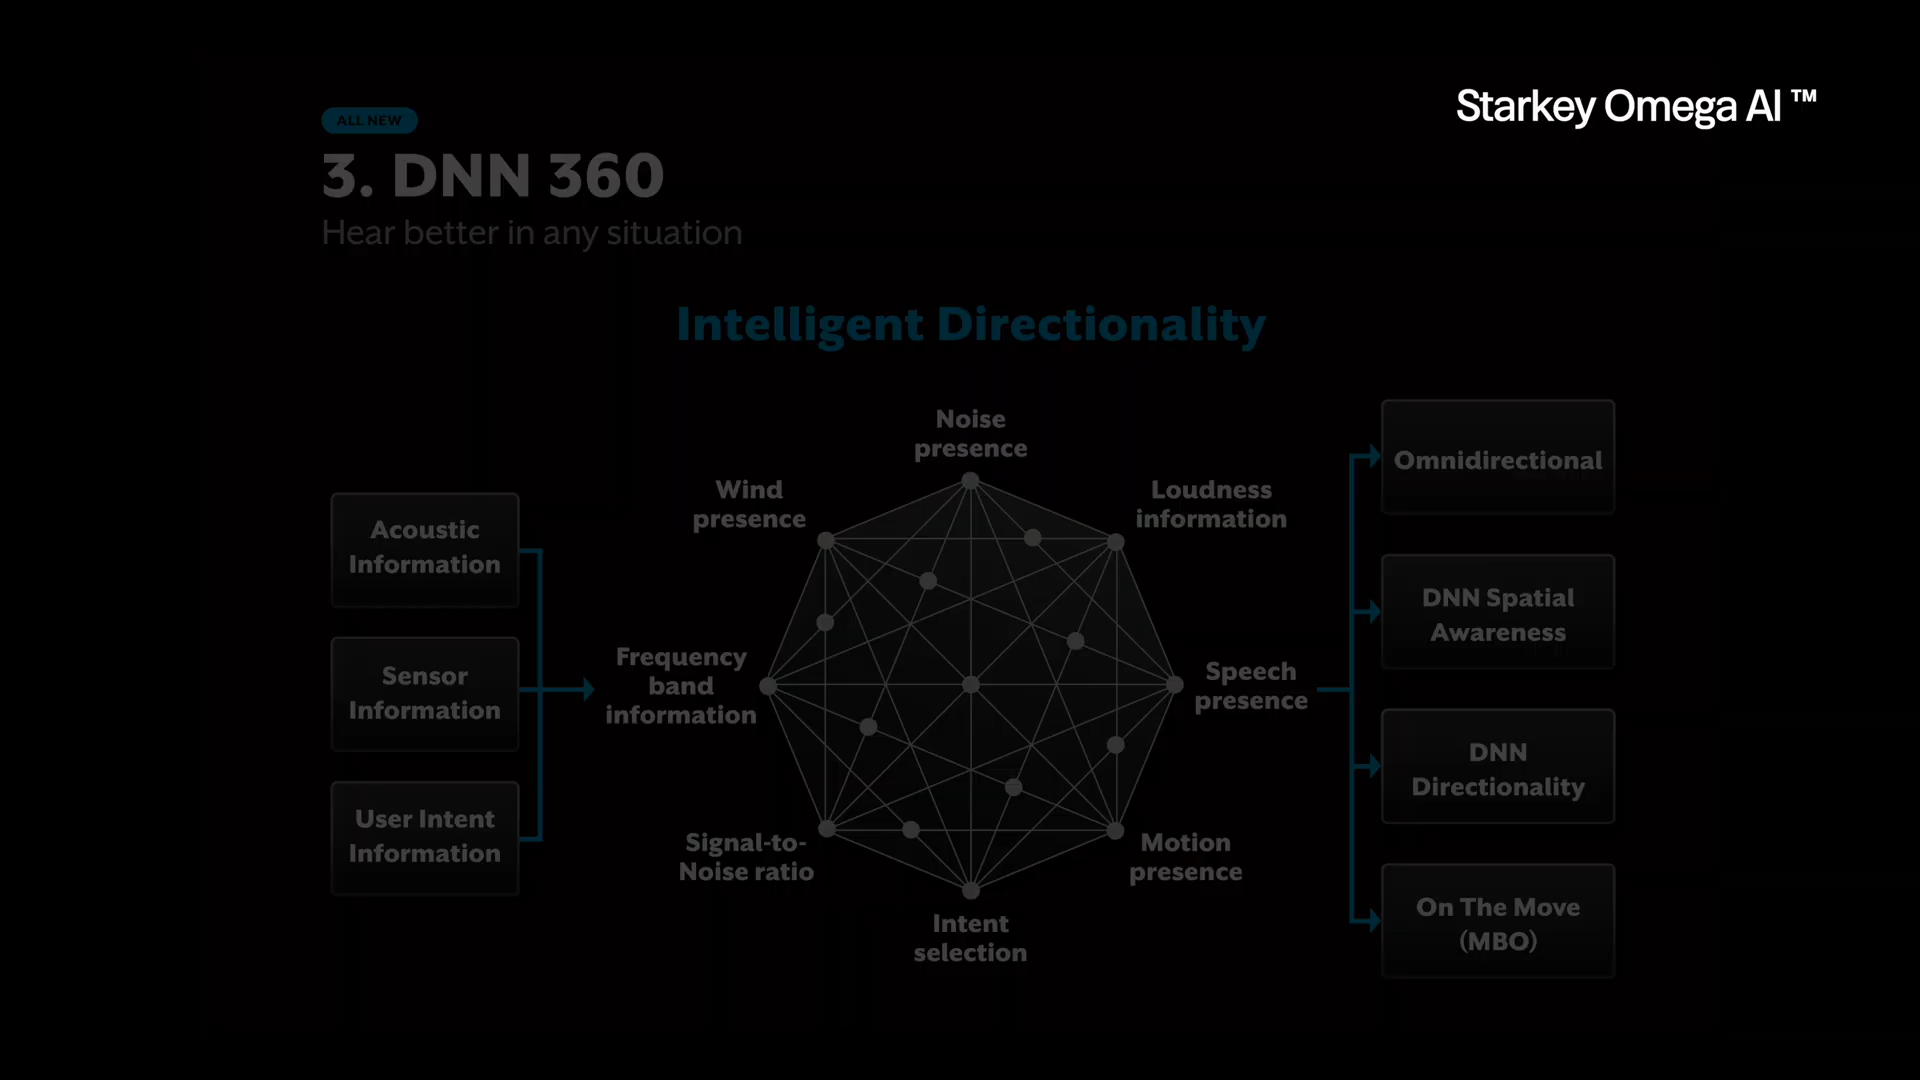 Starkey Omega AI ™
ALL NEW
3. DNN 360
Hear better in any situation
Intelligent Directionality
Acoustic
Information
Sensor
Information
User Intent
Information
Noise
presence
Wind
presence
Loudness
information
Frequency
band
information
Speech
presence
Signal-to-
Noise ratio
Motion
presence
Intent
selection
Omnidirectional
DNN Spatial
Awareness
DNN
Directionality
On The Move
(MBO)